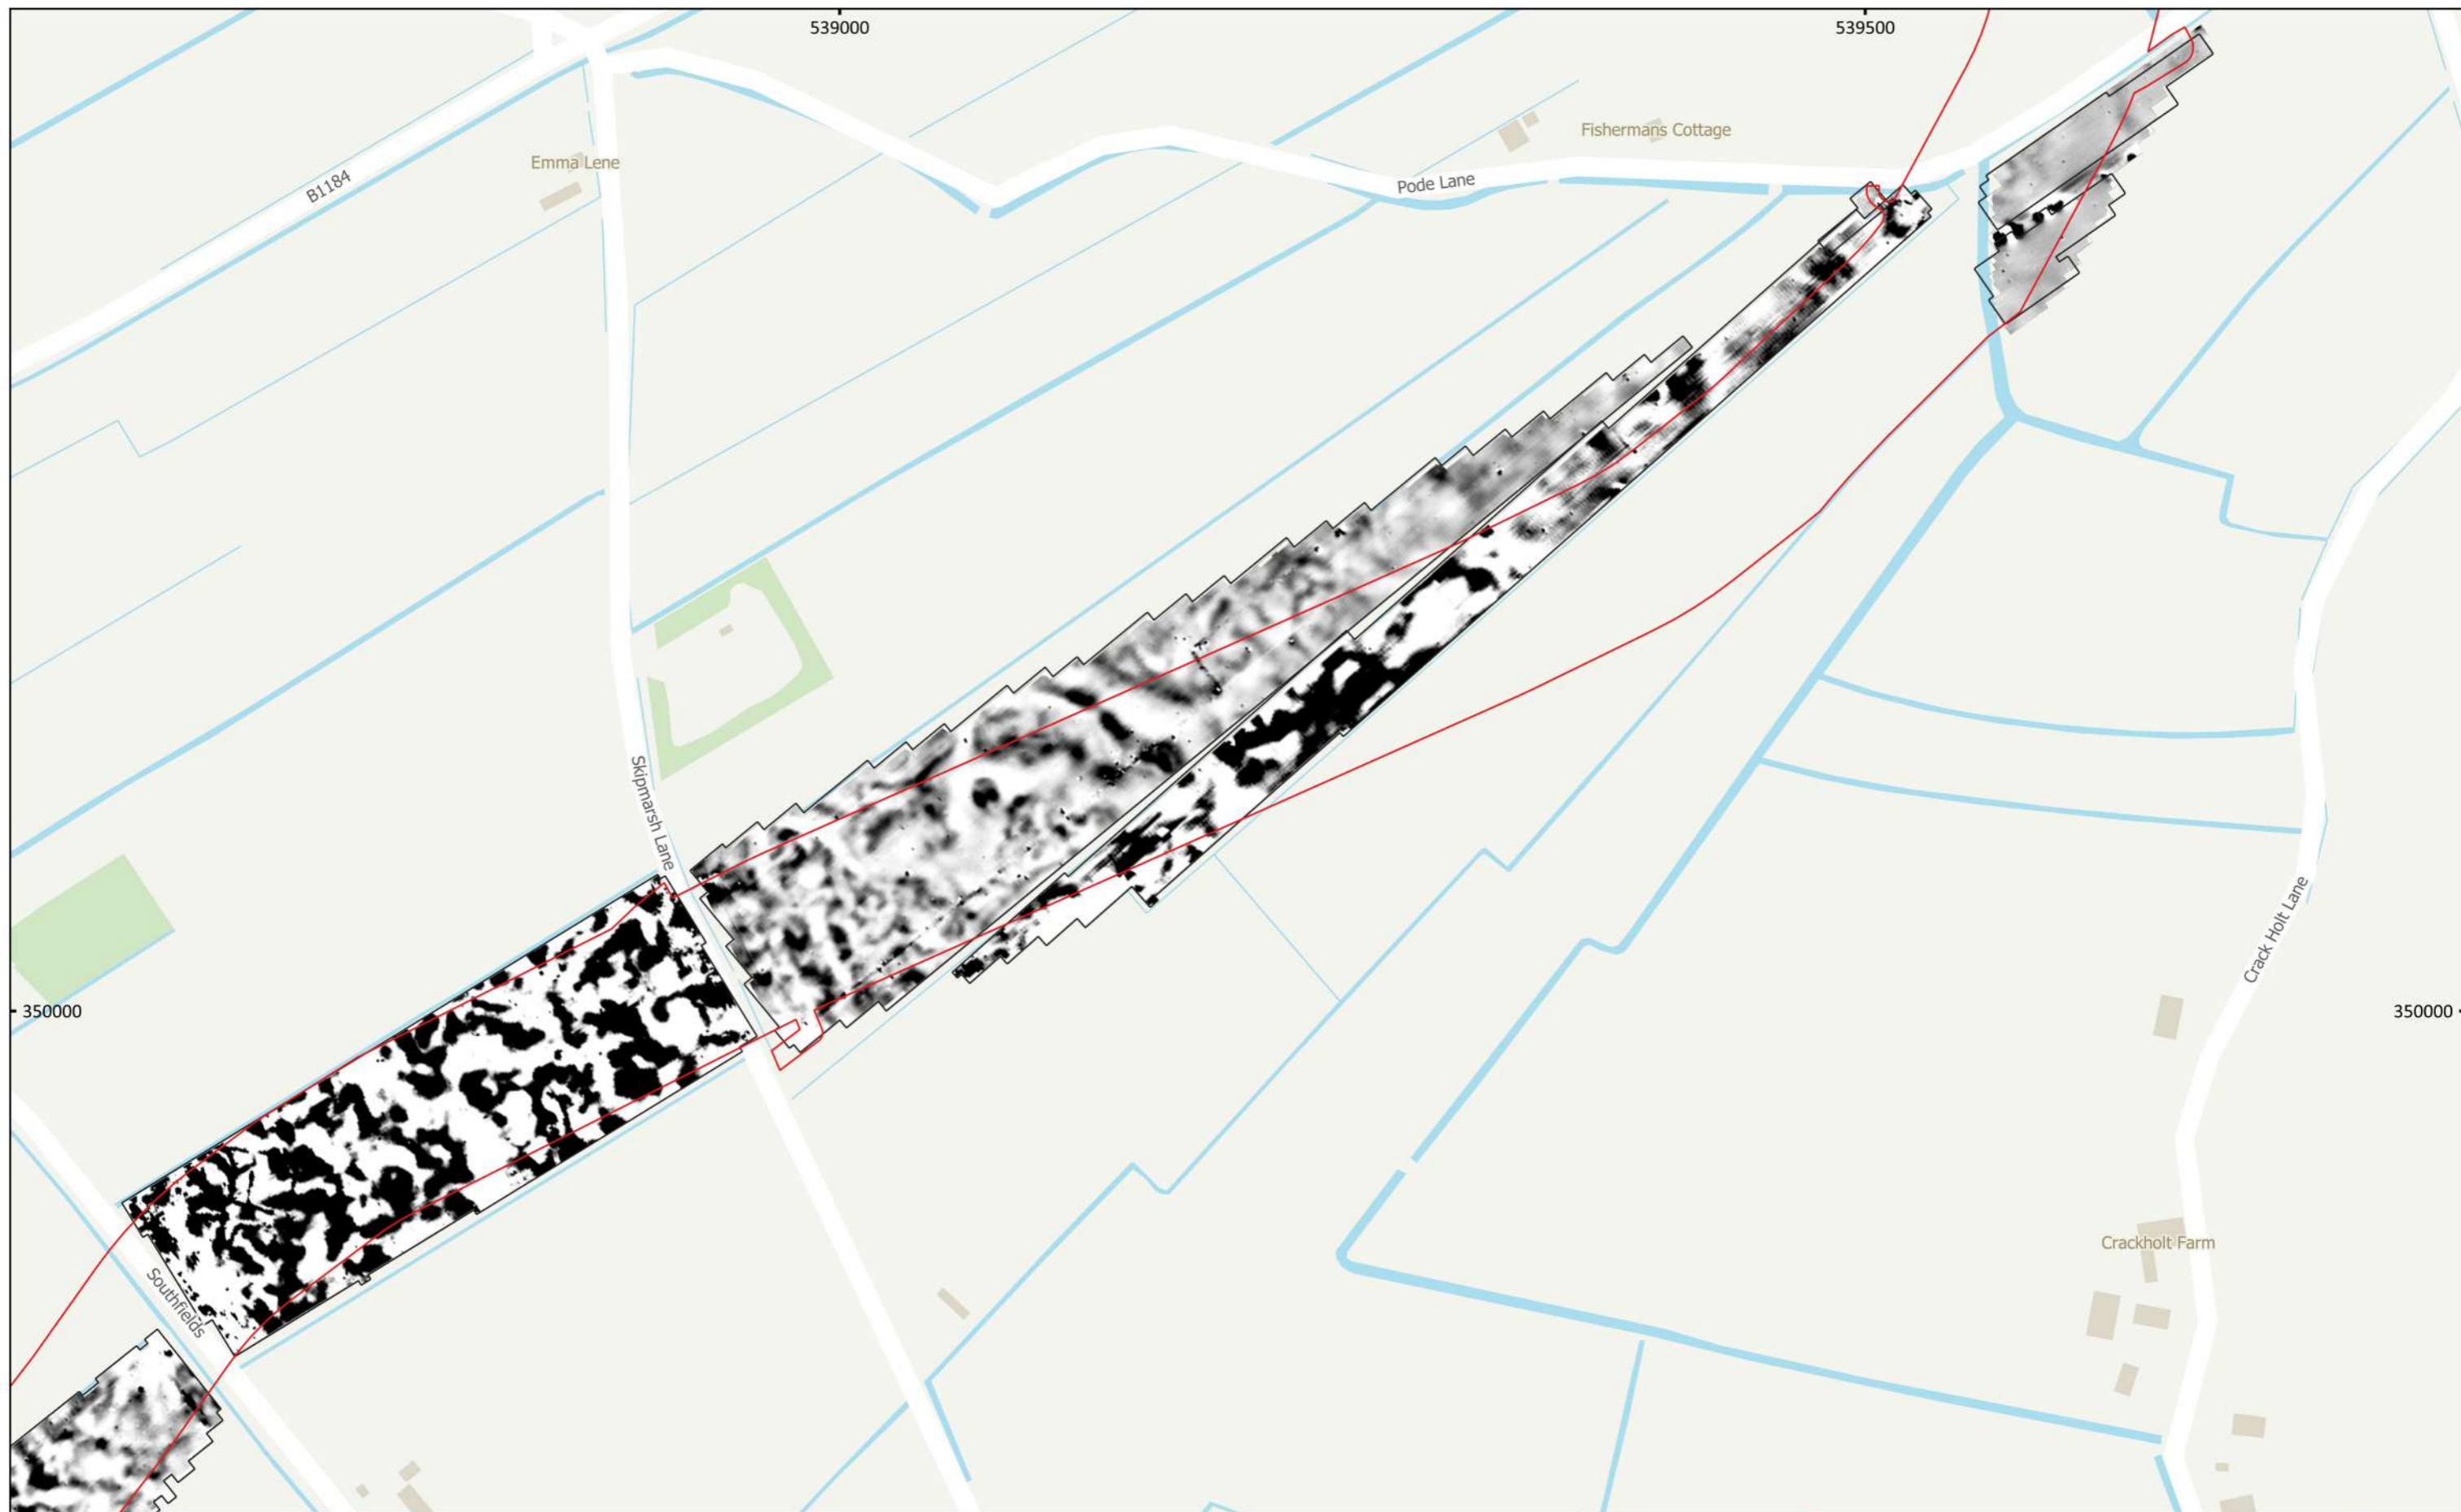 539000
539500
Fishermans Cottage
Emma Lene
B1184
Pode Lane
Skipmarsh Lane
Crack Holt Lane
350000
350000
Crackholt Farm
Southfields